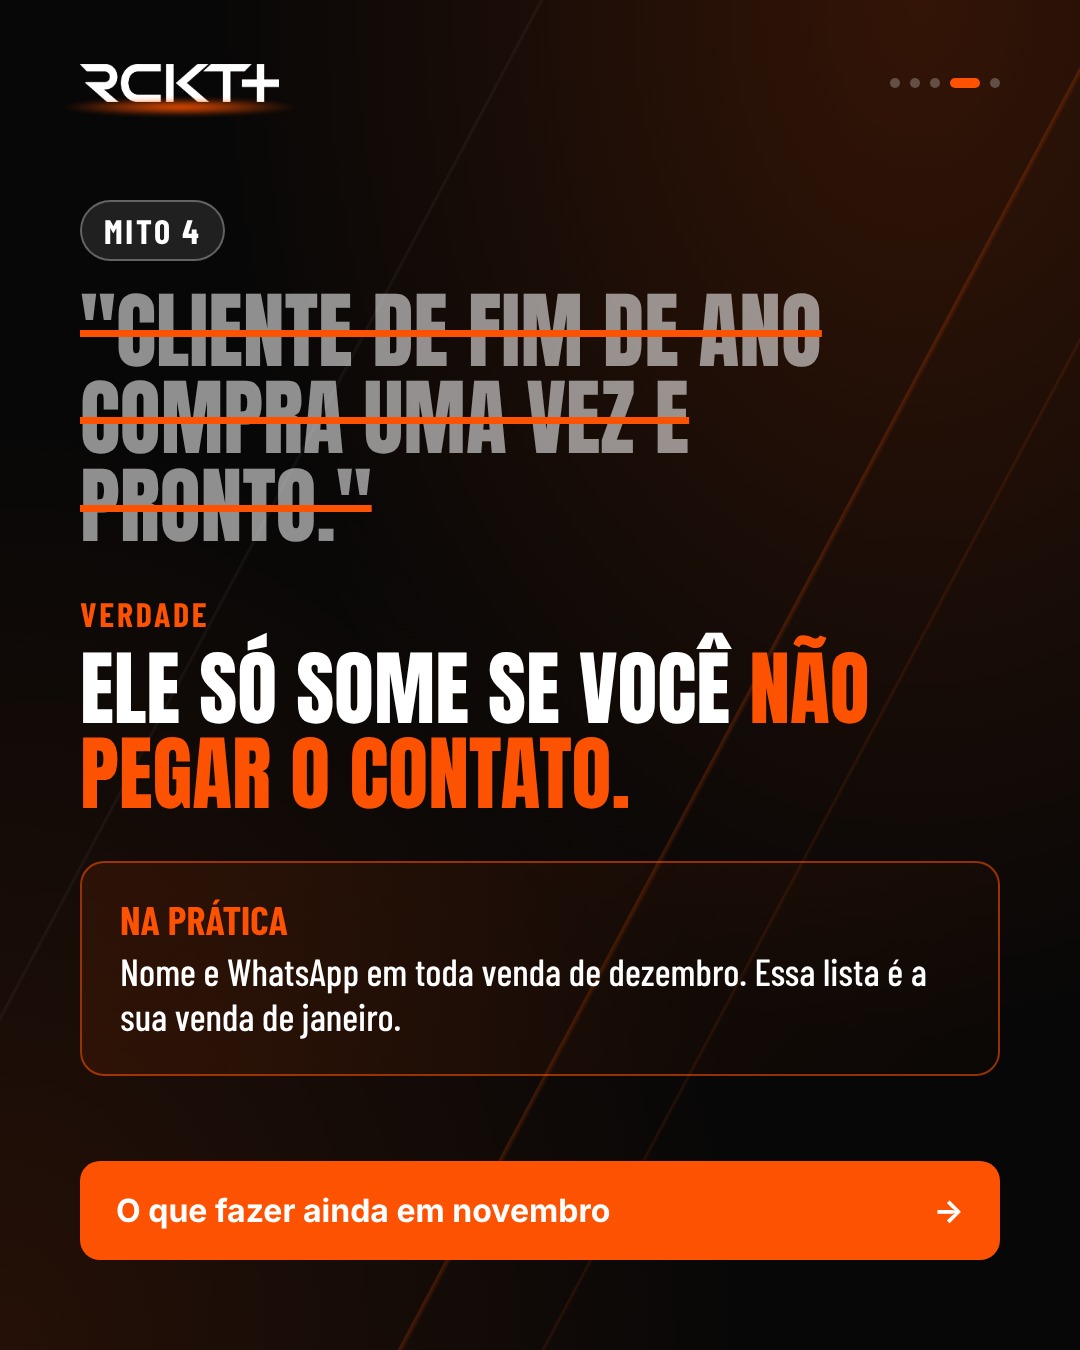 RCKT+
MITO 4
"CLIENTE DE FIM DE ANO
COMPRA UMA VEZ E
PRONTO."
VERDADE
ELE SÓ SOME SE VOCÊ NÃO
PEGAR O CONTATO.
NA PRÁTICA
Nome e WhatsApp em toda venda de dezembro. Essa lista é a
sua venda de janeiro.
O que fazer ainda em novembro →